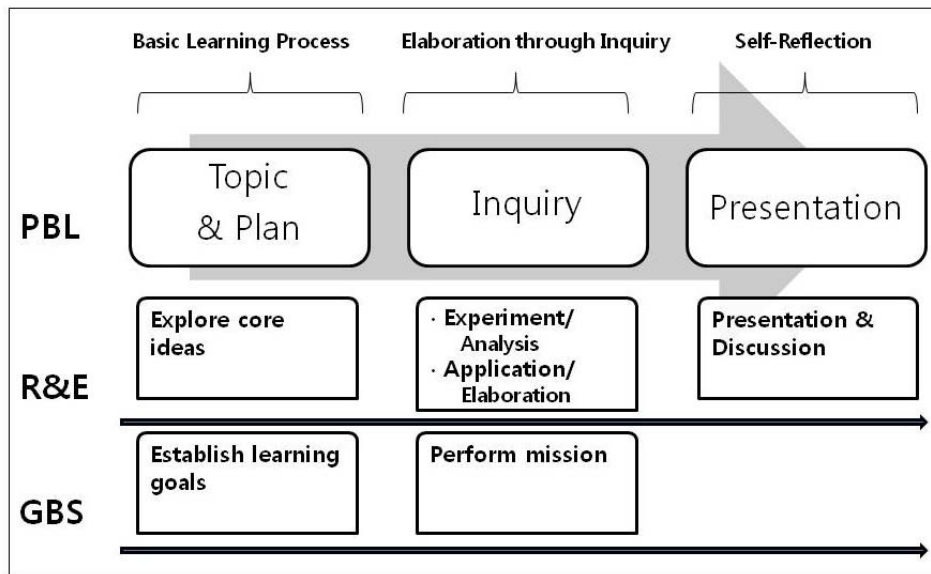 Basic Learning Process
Elaboration through Inquiry
Self-Reflection
PBL
Topic
& Plan
Inquiry
Presentation
R&E
Explore core
ideas
· Experiment/
Analysis
· Application/
Elaboration
Presentation &
Discussion
GBS
Establish learning
goals
Perform mission